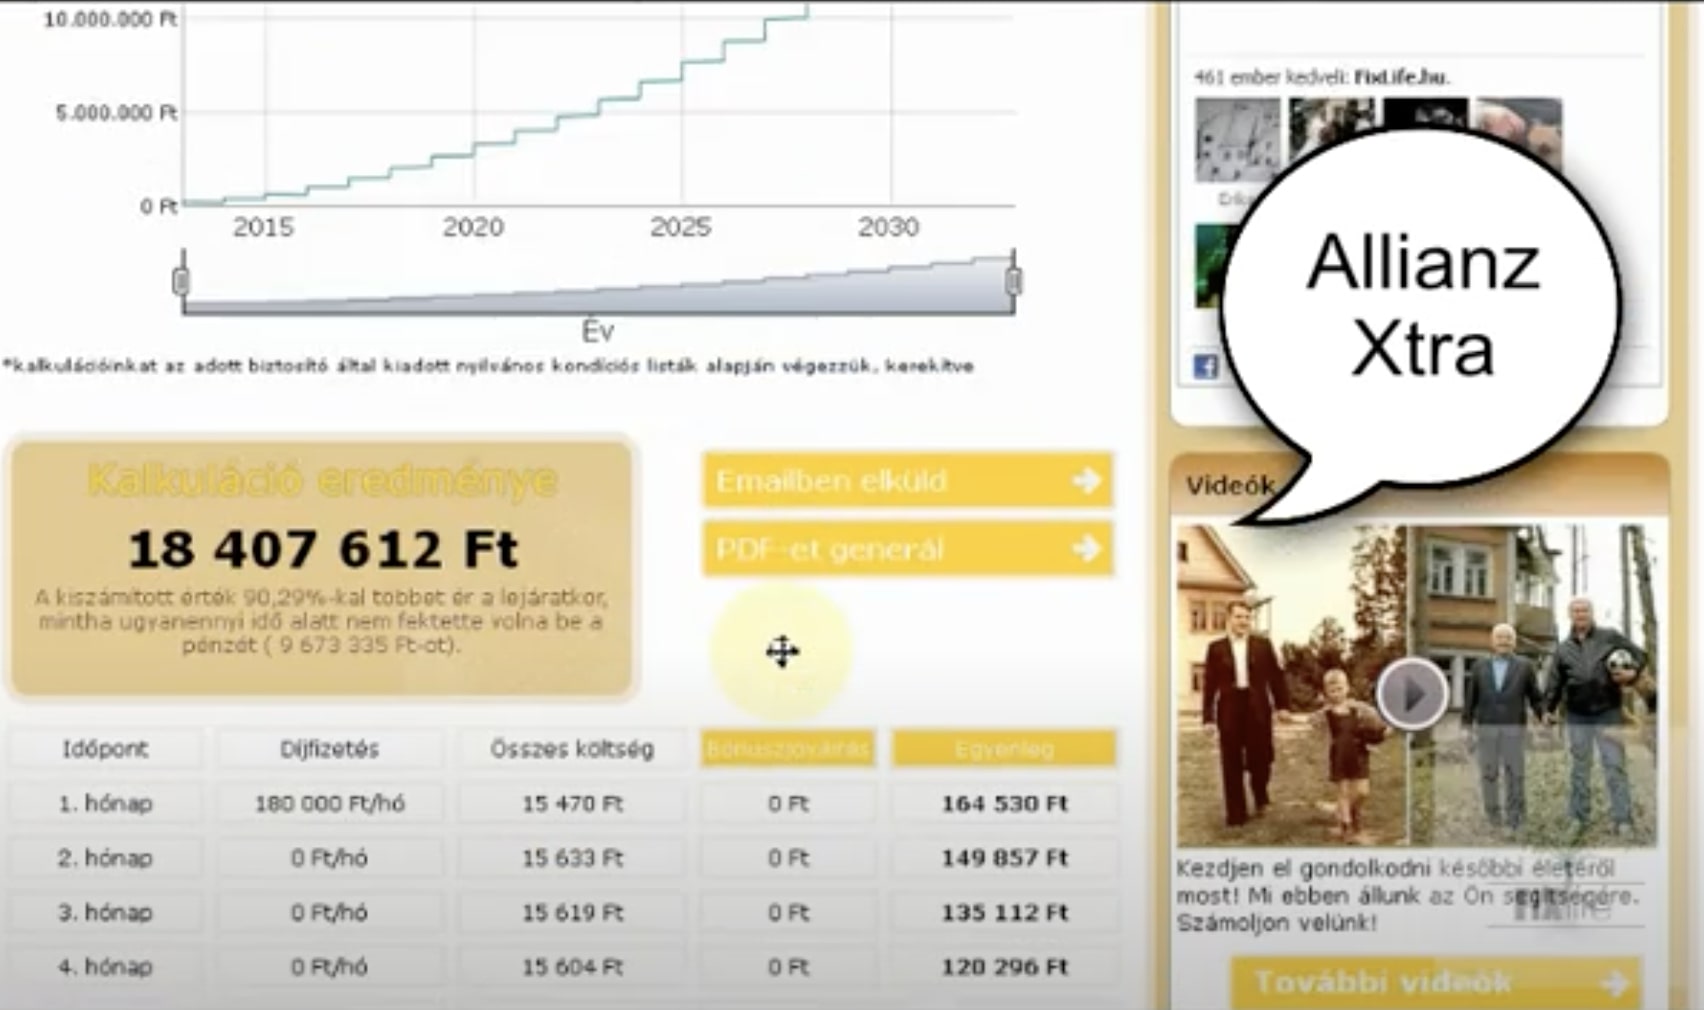 10.000.000 Ft
5.000.000 Ft
0 Ft
2015
2020
2025
2030
Év
*kalkulációinkat az adott biztosító által kiadott nyilvános kondíciós listák alapján végezzük, kerekítve
Kalkuláció eredménye
18 407 612 Ft
A kiszámított érték 90,29%-kal többet ér a lejáratkor,
mintha ugyanennyi idő alatt nem fektette volna be a
pénzét ( 9 673 335 Ft-ot).
Emailben elküld
PDF-et generál
Időpont Díjfizetés Összes költség Bónuszjóváírás Egyenleg
1. hónap 180 000 Ft/hó 15 470 Ft 0 Ft 164 530 Ft
2. hónap 0 Ft/hó 15 633 Ft 0 Ft 149 857 Ft
3. hónap 0 Ft/hó 15 619 Ft 0 Ft 135 112 Ft
4. hónap 0 Ft/hó 15 604 Ft 0 Ft 120 296 Ft
461 ember kedveli: FixLife.hu.
Allianz
Xtra
Videók
Kezdjen el gondolkodni későbbi életéről
most! Mi ebben állunk az Ön segítségére.
Számoljon velünk!
További videók